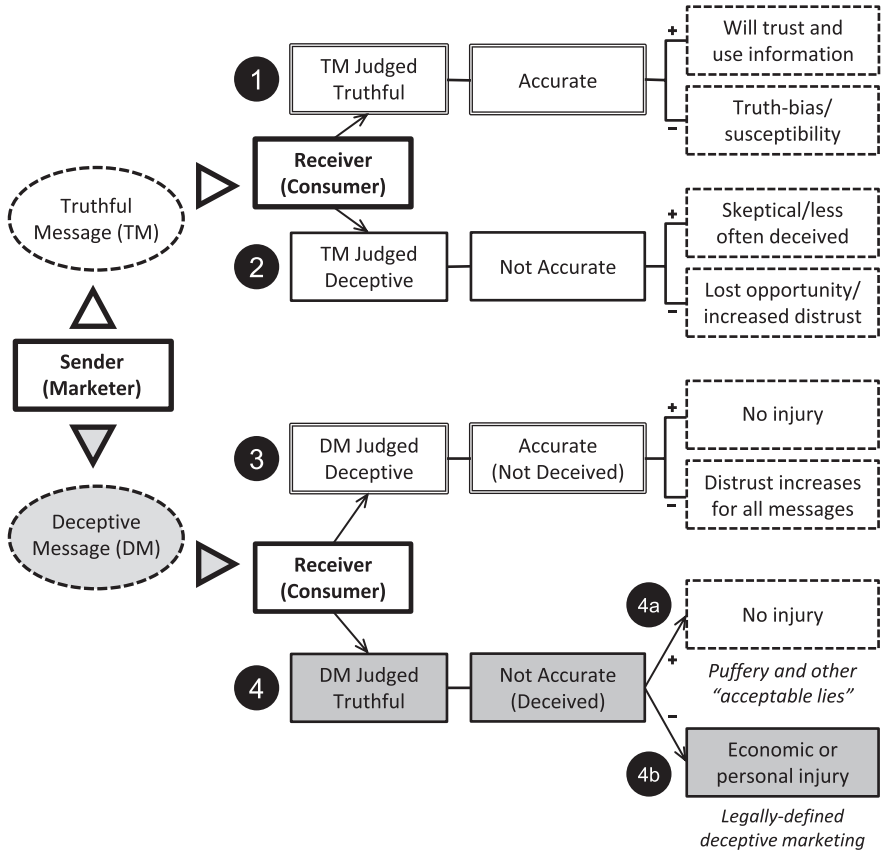 +
Will trust and
use information
1
TM Judged
Truthful
Accurate
–
Truth-bias/
susceptibility
Receiver
(Consumer)
Truthful
Message (TM)
+
Skeptical/less
often deceived
2
TM Judged
Deceptive
Not Accurate
–
Lost opportunity/
increased distrust
Sender
(Marketer)
+
No injury
3
DM Judged
Deceptive
Accurate
(Not Deceived)
–
Distrust increases
for all messages
Deceptive
Message (DM)
Receiver
(Consumer)
4a
No injury
+
Puffery and other
“acceptable lies”
4
DM Judged
Truthful
Not Accurate
(Deceived)
–
4b
Economic or
personal injury
Legally-defined
deceptive marketing